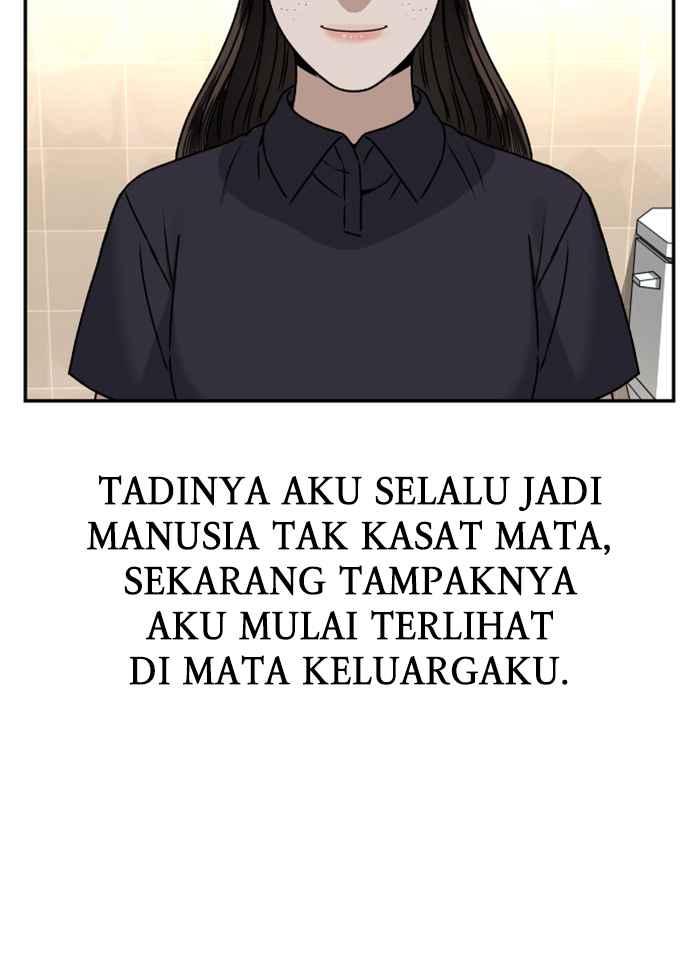 TADINYA AKU SELALU JADI
MANUSIA TAK KASAT MATA,
SEKARANG TAMPAKNYA
AKU MULAI TERLIHAT
DI MATA KELUARGAKU.